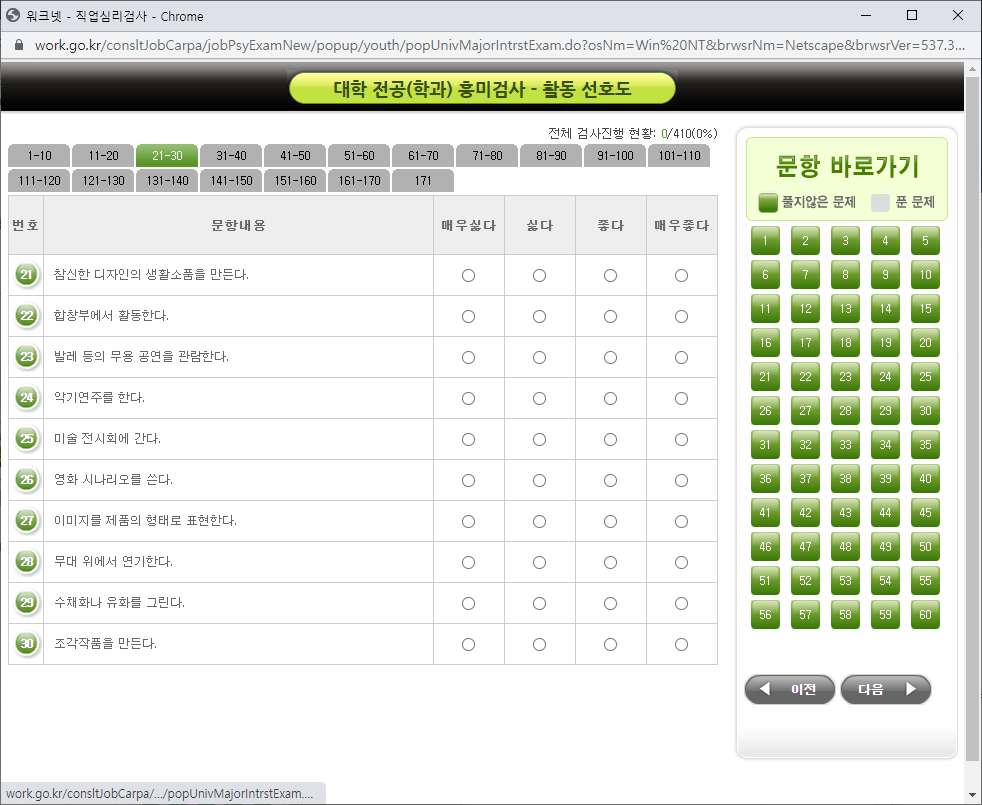 워크넷 - 직업심리검사 - Chrome
work.go.kr/consltJobCarpa/jobPsyExamNew/popup/youth/popUnivMajorIntrstExam.do?osNm=Win%20NT&brwsrNm=Netscape&brwsrVer=537.3...
대학 전공(학과) 흥미검사 - 활동 선호도
전체 검사진행 현황: 0/410(0%)
1-10 11-20 21-30 31-40 41-50 51-60 61-70 71-80 81-90 91-100 101-110
111-120 121-130 131-140 141-150 151-160 161-170 171
번호 문항내용 매우싫다 싫다 좋다 매우좋다
21 참신한 디자인의 생활소품을 만든다.
22 합창부에서 활동한다.
23 발레 등의 무용 공연을 관람한다.
24 악기연주를 한다.
25 미술 전시회에 간다.
26 영화 시나리오를 쓴다.
27 이미지를 제품의 형태로 표현한다.
28 무대 위에서 연기한다.
29 수채화나 유화를 그린다.
30 조각작품을 만든다.
문항 바로가기
풀지않은 문제 푼 문제
1 2 3 4 5
6 7 8 9 10
11 12 13 14 15
16 17 18 19 20
21 22 23 24 25
26 27 28 29 30
31 32 33 34 35
36 37 38 39 40
41 42 43 44 45
46 47 48 49 50
51 52 53 54 55
56 57 58 59 60
이전 다음
work.go.kr/consltJobCarpa/.../popUnivMajorIntrstExam....